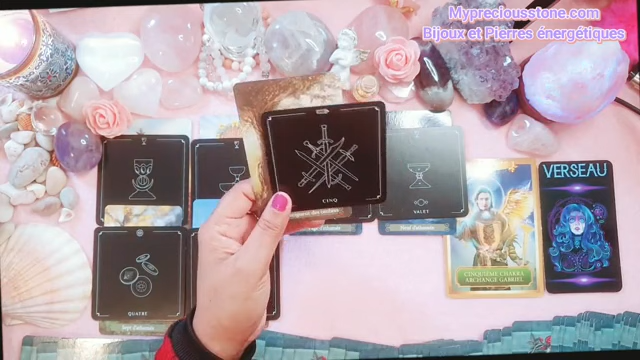 Mypreciousstone.com
Bijoux et Pierres énergétiques
CINQ
VALET
VERSEAU
CINQUIÈME CHAKRA
ARCHANGE GABRIEL
QUATRE